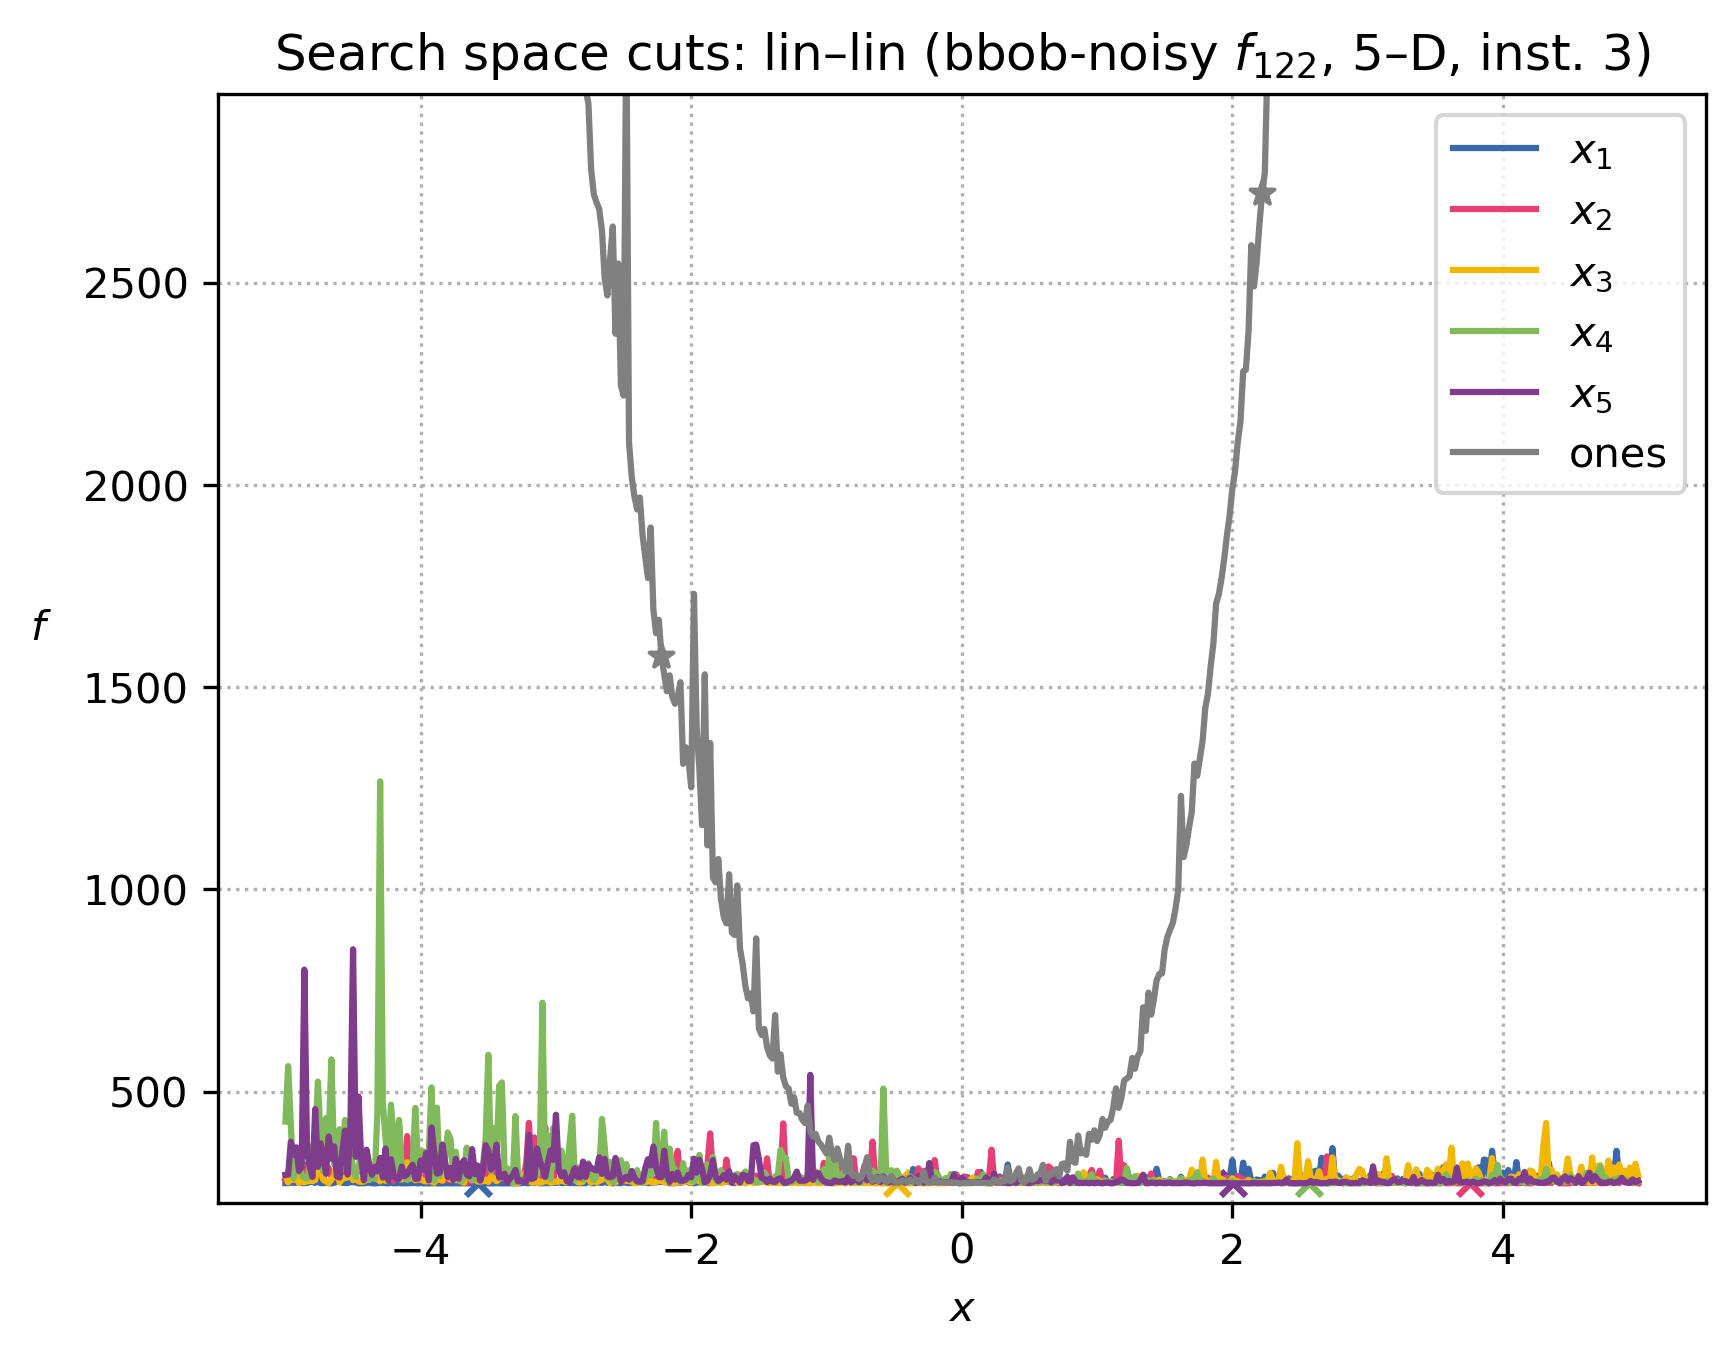 Search space cuts: lin–lin (bbob-noisy f₁₂₂, 5–D, inst. 3)
x₁
x₂
x₃
x₄
x₅
ones
2500
2000
1500
1000
500
f
−4
−2
0
2
4
x